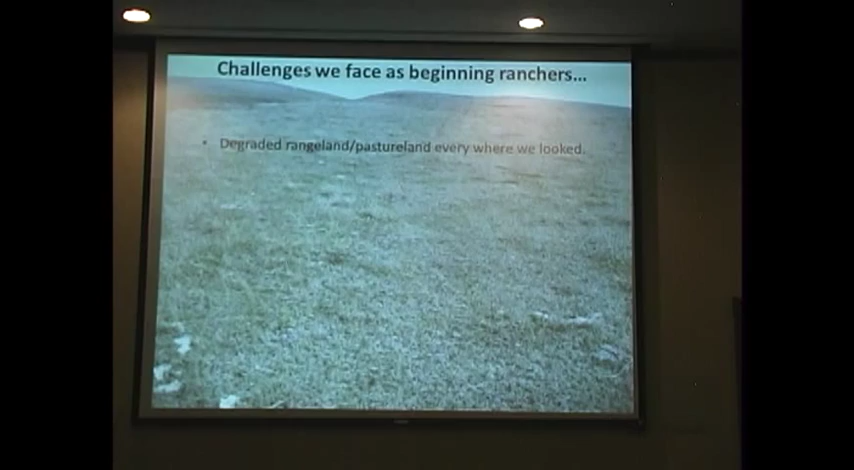 Challenges we face as beginning ranchers...
• Degraded rangeland/pastureland every where we looked.